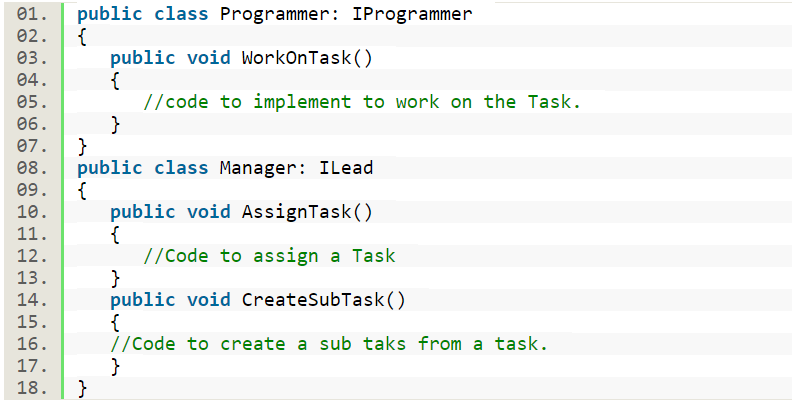 01. public class Programmer: IProgrammer
02. {
03.    public void WorkOnTask()
04.    {
05.       //code to implement to work on the Task.
06.    }
07. }
08. public class Manager: ILead
09. {
10.    public void AssignTask()
11.    {
12.       //Code to assign a Task
13.    }
14.    public void CreateSubTask()
15.    {
16.    //Code to create a sub taks from a task.
17.    }
18. }